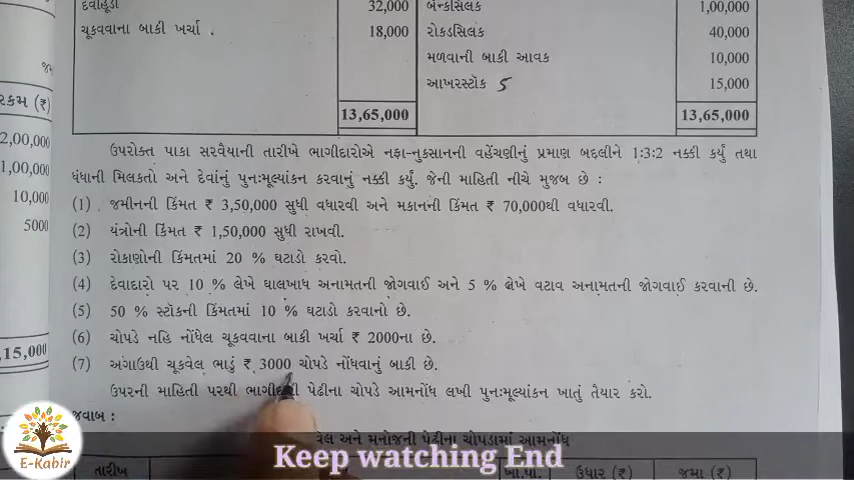 દેવીહૂંડી 32,000 બૅન્કસિલક 1,00,000
ચૂકવવાના બાકી ખર્ચા . 18,000 રોકડસિલક 40,000
મળવાની બાકી આવક 10,000
આખરસ્ટૉક 5 15,000
13,65,000 13,65,000
જમ
રકમ (₹)
2,00,000
1,00,000
10,000
5000
,15,000
ઉપરોક્ત પાકા સરવૈયાની તારીખે ભાગીદારોએ નફા-નુકસાનની વહેંચણીનું પ્રમાણ બદલીને 1:3:2 નક્કી કર્યું તથા
ધંધાની મિલકતો અને દેવાંનું પુનઃમૂલ્યાંકન કરવાનું નક્કી કર્યું. જેની માહિતી નીચે મુજબ છે :
(1) જમીનની કિંમત ₹ 3,50,000 સુધી વધારવી અને મકાનની કિંમત ₹ 70,000થી વધારવી.
(2) યંત્રોની કિંમત ₹ 1,50,000 સુધી રાખવી.
(3) રોકાણોની કિંમતમાં 20 % ઘટાડો કરવો.
(4) દેવાદારો પર 10 % લેખે ઘાલખાધ અનામતની જોગવાઈ અને 5 % લેખે વટાવ અનામતની જોગવાઈ કરવાની છે.
(5) 50 % સ્ટૉકની કિંમતમાં 10 % ઘટાડો કરવાનો છે.
(6) ચોપડે નહિ નોંધેલ ચૂકવવાના બાકી ખર્ચા ₹ 2000ના છે.
(7) અગાઉથી ચૂકવેલ ભાડું ₹ 3000 ચોપડે નોંધવાનું બાકી છે.
ઉપરની માહિતી પરથી ભાગીદારી પેઢીના ચોપડે આમનોંધ લખી પુનઃમૂલ્યાંકન ખાતું તૈયાર કરો.
જવાબ :
અને મનોજની પેઢીના ચોપડામાં આમનોંધ
તારીખ ખા.પા. ઉધાર (₹) જમા (₹)
E-Kabir
Keep watching End